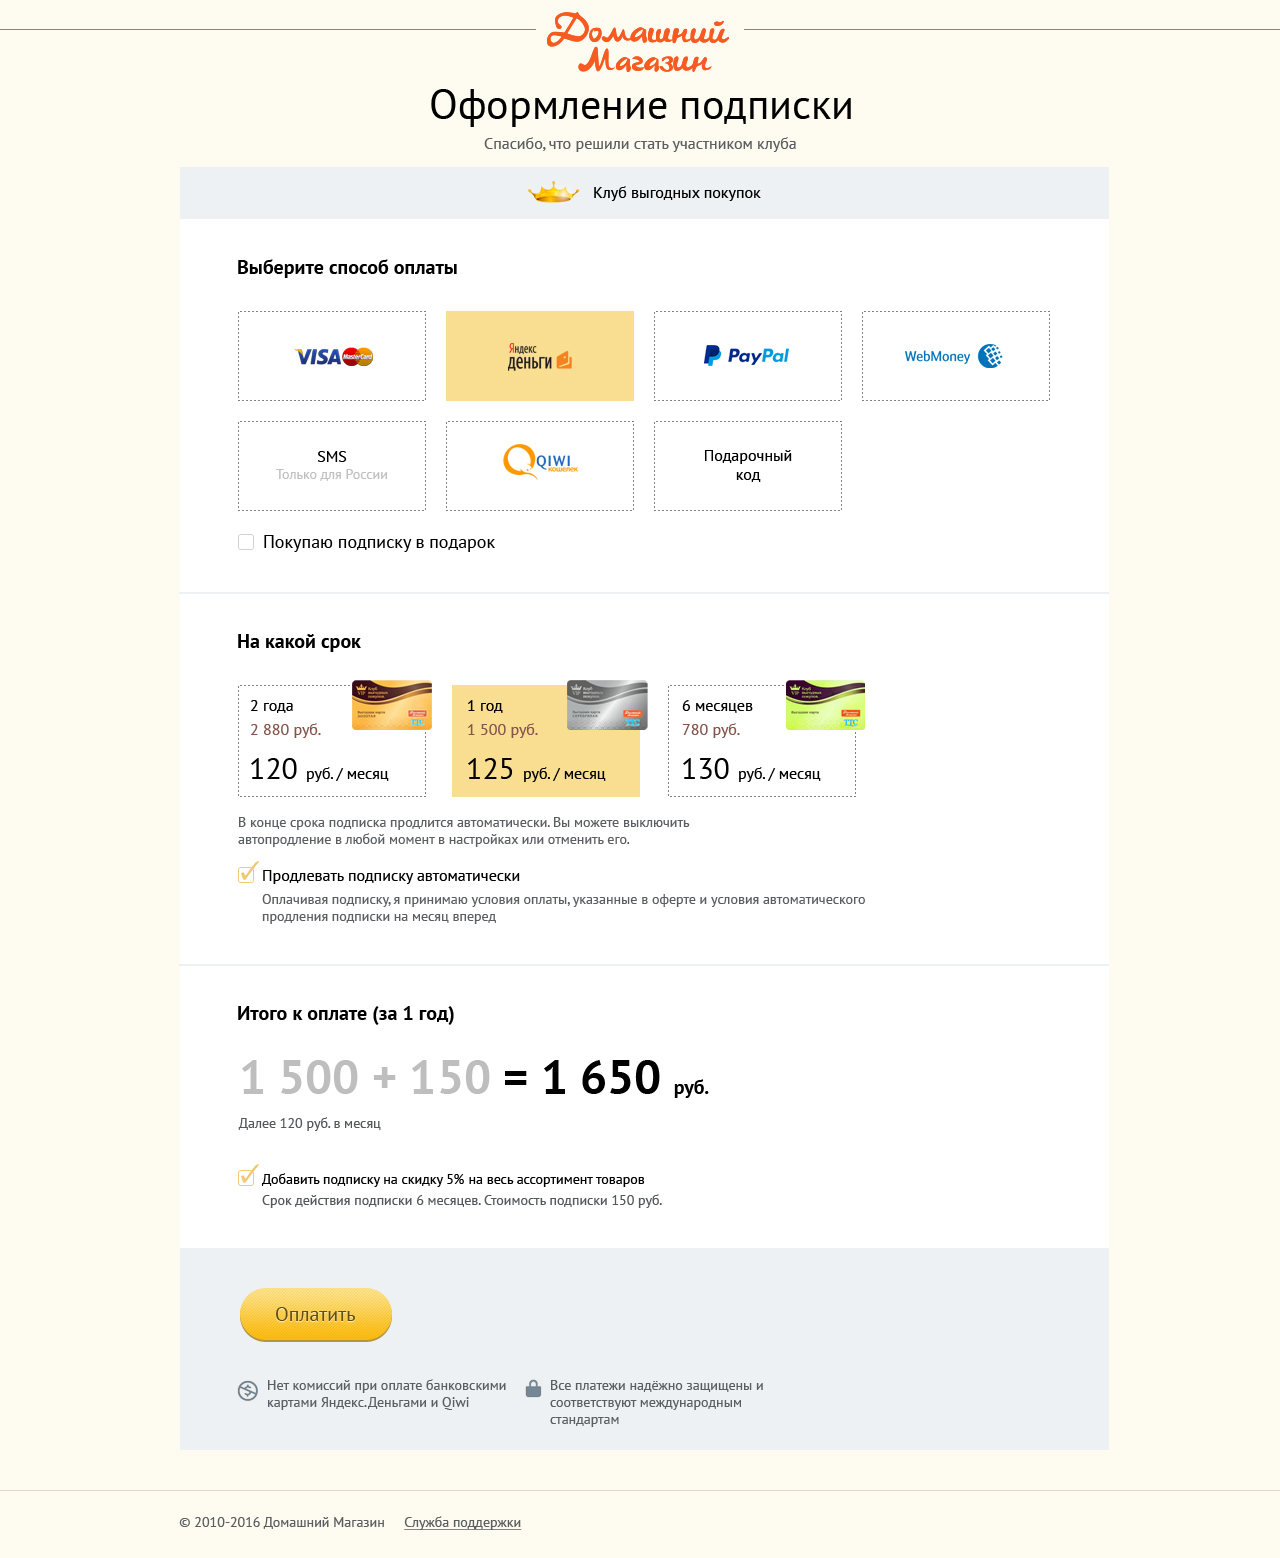 Домашний
Магазин
Оформление подписки
Спасибо, что решили стать участником клуба
Клуб выгодных покупок
Выберите способ оплаты
VISA MasterCard
Яндекс
деньги
PayPal
WebMoney
SMS
Только для России
QIWI
кошелек
Подарочный
код
Покупаю подписку в подарок
На какой срок
2 года
2 880 руб.
120 руб. / месяц
1 год
1 500 руб.
125 руб. / месяц
6 месяцев
780 руб.
130 руб. / месяц
В конце срока подписка продлится автоматически. Вы можете выключить
автопродление в любой момент в настройках или отменить его.
Продлевать подписку автоматически
Оплачивая подписку, я принимаю условия оплаты, указанные в оферте и условия автоматического
продления подписки на месяц вперед
Итого к оплате (за 1 год)
1 500 + 150 = 1 650 руб.
Далее 120 руб. в месяц
Добавить подписку на скидку 5% на весь ассортимент товаров
Срок действия подписки 6 месяцев. Стоимость подписки 150 руб.
Оплатить
Нет комиссий при оплате банковскими
картами Яндекс.Деньгами и Qiwi
Все платежи надёжно защищены и
соответствуют международным
стандартам
© 2010-2016 Домашний Магазин Служба поддержки